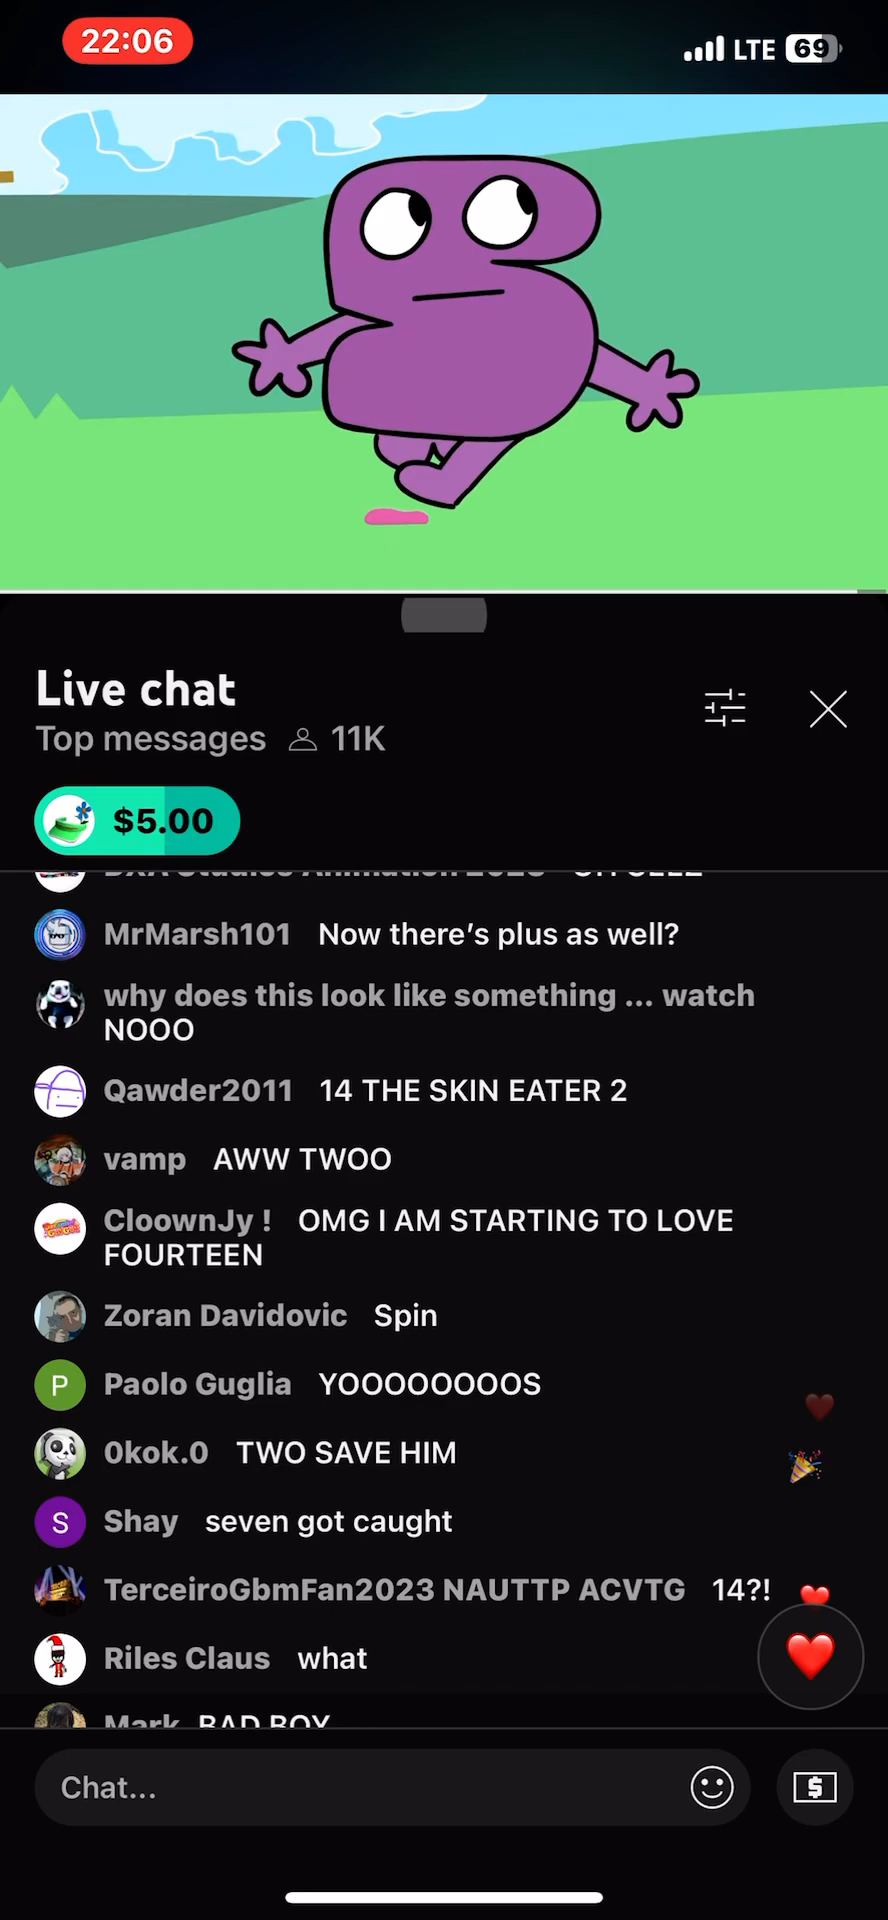 22:06
LTE 69
Live chat
Top messages 11K
$5.00
MrMarsh101 Now there’s plus as well?
why does this look like something ... watch
NOOO
Qawder2011 14 THE SKIN EATER 2
vamp AWW TWOO
CloownJy ! OMG I AM STARTING TO LOVE
FOURTEEN
Zoran Davidovic Spin
P Paolo Guglia YOOOOOOOOS
0kok.0 TWO SAVE HIM
S Shay seven got caught
TerceiroGbmFan2023 NAUTTP ACVTG 14?!
Riles Claus what
Mark BAD BOY
Chat...
$